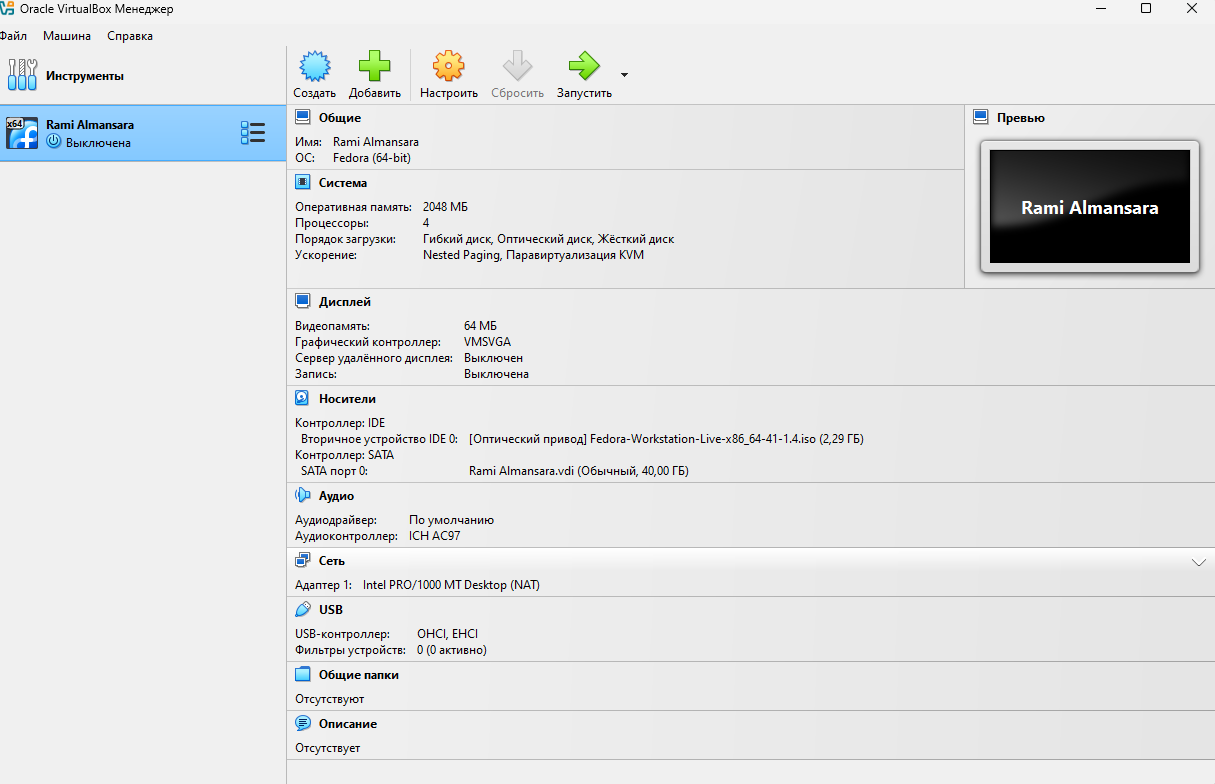 Oracle VirtualBox Менеджер
Файл Машина Справка
Инструменты
Создать Добавить Настроить Сбросить Запустить
x64
Rami Almansara
Выключена
Общие
Имя: Rami Almansara
ОС: Fedora (64-bit)
Превью
Rami Almansara
Система
Оперативная память: 2048 МБ
Процессоры: 4
Порядок загрузки: Гибкий диск, Оптический диск, Жёсткий диск
Ускорение: Nested Paging, Паравиртуализация KVM
Дисплей
Видеопамять: 64 МБ
Графический контроллер: VMSVGA
Сервер удалённого дисплея: Выключен
Запись: Выключена
Носители
Контроллер: IDE
Вторичное устройство IDE 0: [Оптический привод] Fedora-Workstation-Live-x86_64-41-1.4.iso (2,29 ГБ)
Контроллер: SATA
SATA порт 0: Rami Almansara.vdi (Обычный, 40,00 ГБ)
Аудио
Аудиодрайвер: По умолчанию
Аудиоконтроллер: ICH AC97
Сеть
Адаптер 1: Intel PRO/1000 MT Desktop (NAT)
USB
USB-контроллер: OHCI, EHCI
Фильтры устройств: 0 (0 активно)
Общие папки
Отсутствуют
Описание
Отсутствует